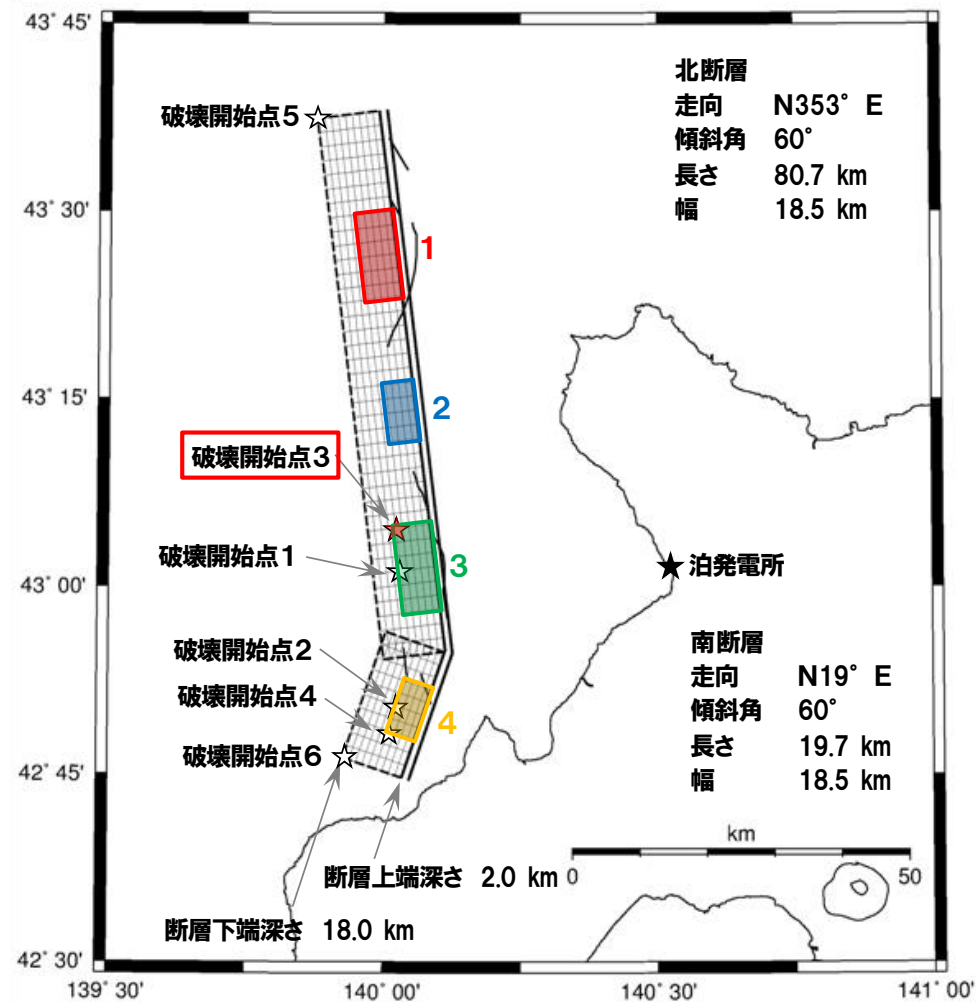 43° 45'
北断層
走向 N353° E
傾斜角 60°
長さ 80.7 km
幅 18.5 km
破壊開始点5
43° 30'
1
43° 15'
2
破壊開始点3
破壊開始点1
3
43° 00'
泊発電所
破壊開始点2
破壊開始点4
4
破壊開始点6
南断層
走向 N19° E
傾斜角 60°
長さ 19.7 km
幅 18.5 km
42° 45'
km
0
50
断層上端深さ 2.0 km
断層下端深さ 18.0 km
42° 30'
139° 30'
140° 00'
140° 30'
141° 00'